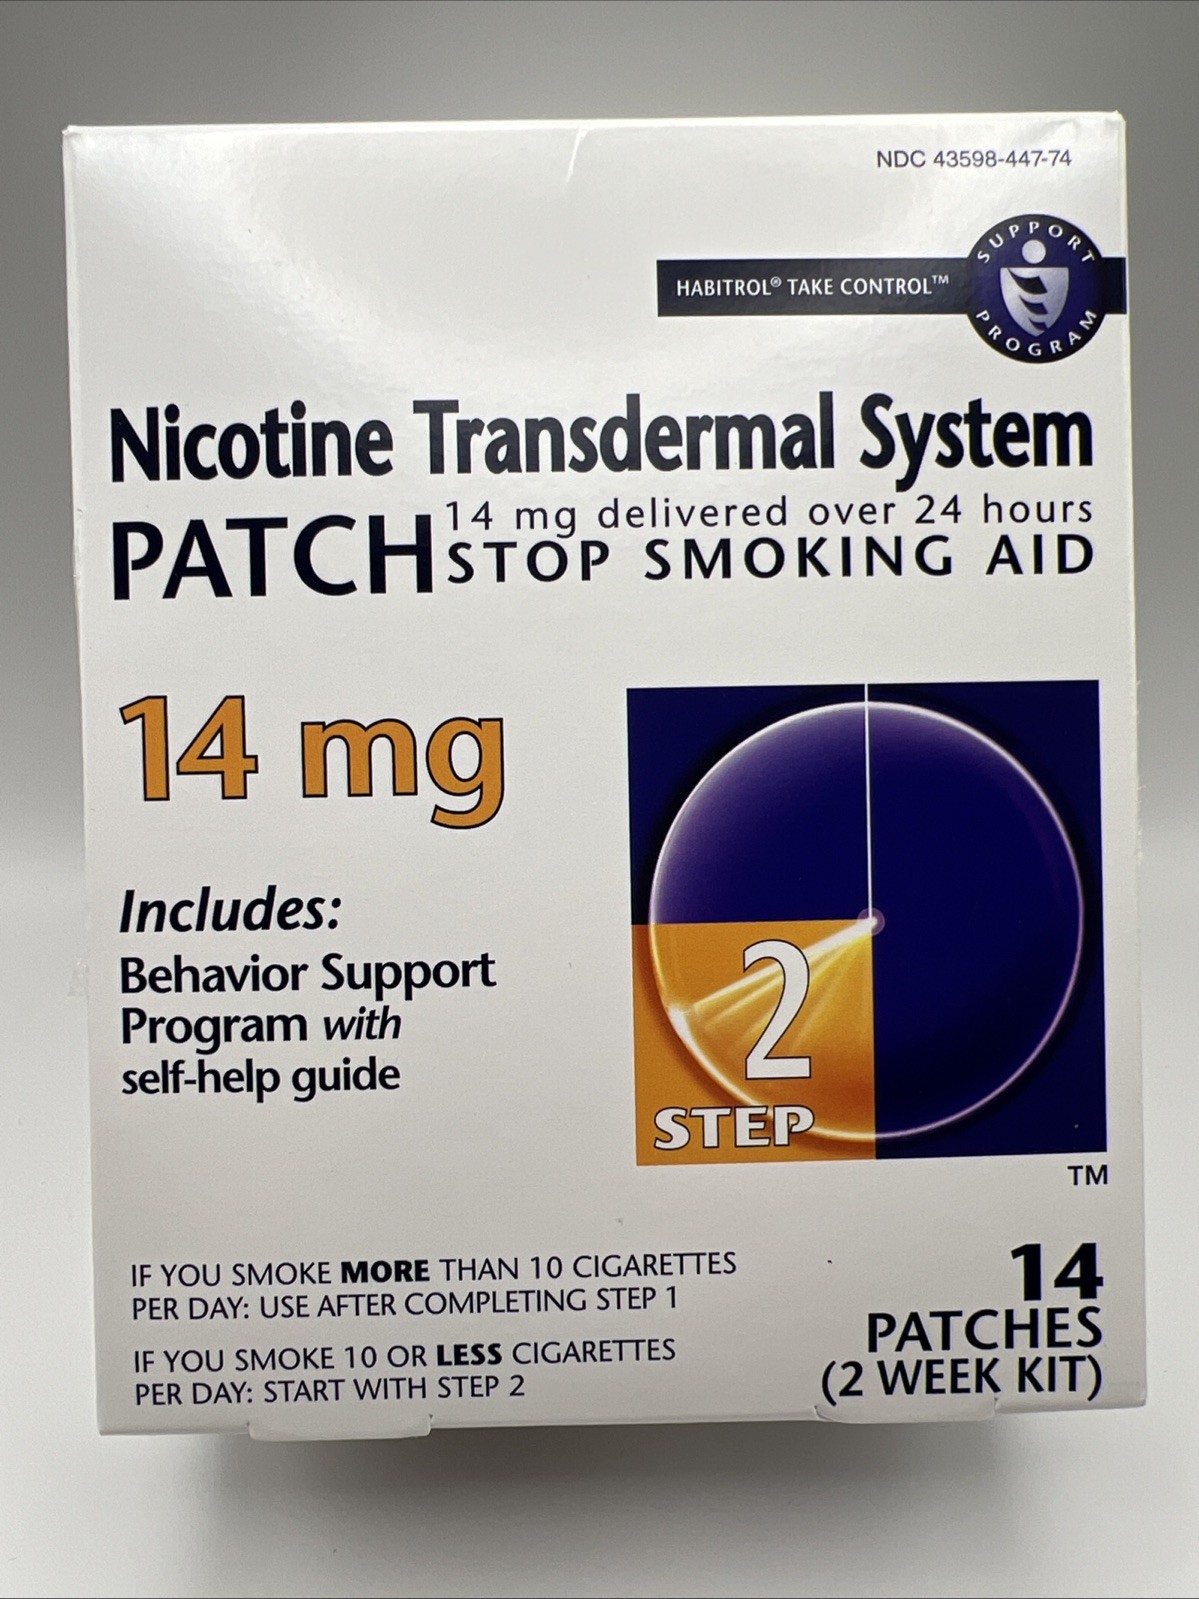 NDC 43598-447-74
HABITROL® TAKE CONTROL™
SUPPORT PROGRAM
Nicotine Transdermal System
PATCH 14 mg delivered over 24 hours
STOP SMOKING AID
14 mg
Includes:
Behavior Support
Program with
self-help guide
2
STEP
TM
IF YOU SMOKE MORE THAN 10 CIGARETTES
PER DAY: USE AFTER COMPLETING STEP 1
IF YOU SMOKE 10 OR LESS CIGARETTES
PER DAY: START WITH STEP 2
14
PATCHES
(2 WEEK KIT)